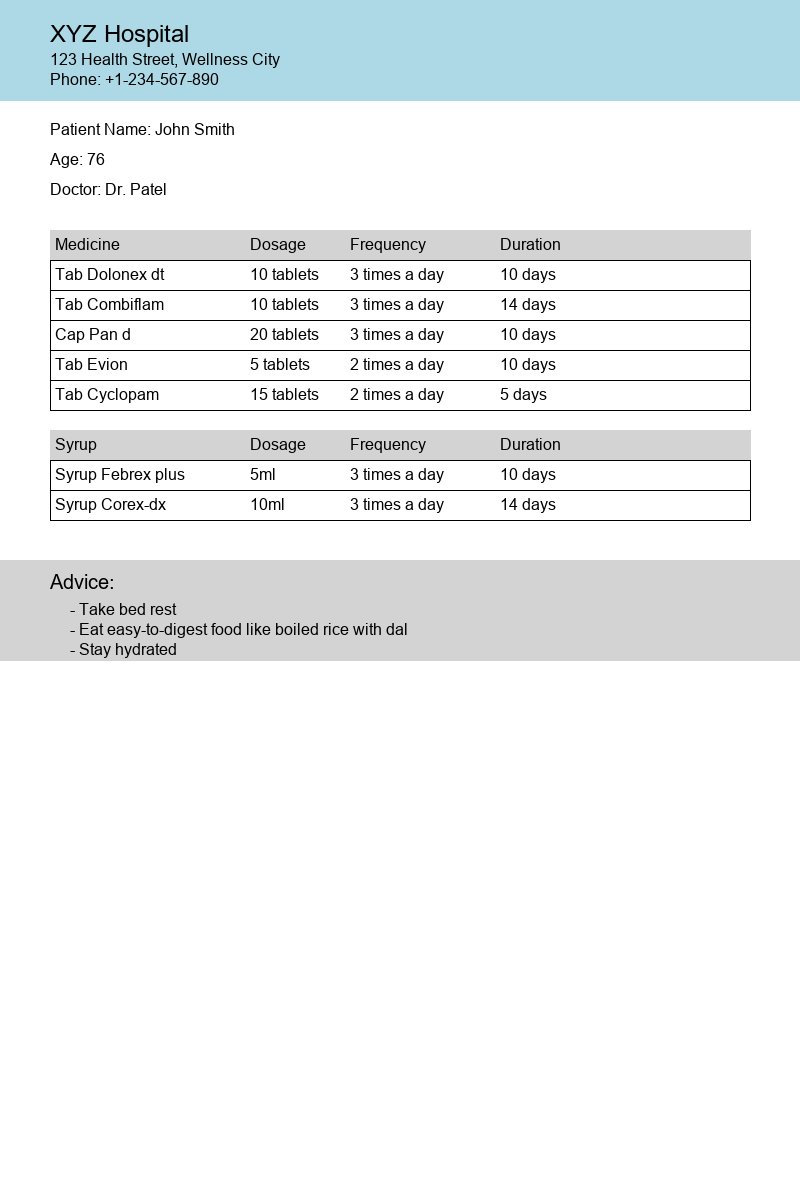 XYZ Hospital
123 Health Street, Wellness City
Phone: +1-234-567-890
Patient Name: John Smith
Age: 76
Doctor: Dr. Patel
Medicine Dosage Frequency Duration
Tab Dolonex dt 10 tablets 3 times a day 10 days
Tab Combiflam 10 tablets 3 times a day 14 days
Cap Pan d 20 tablets 3 times a day 10 days
Tab Evion 5 tablets 2 times a day 10 days
Tab Cyclopam 15 tablets 2 times a day 5 days
Syrup Dosage Frequency Duration
Syrup Febrex plus 5ml 3 times a day 10 days
Syrup Corex-dx 10ml 3 times a day 14 days
Advice:
- Take bed rest
- Eat easy-to-digest food like boiled rice with dal
- Stay hydrated